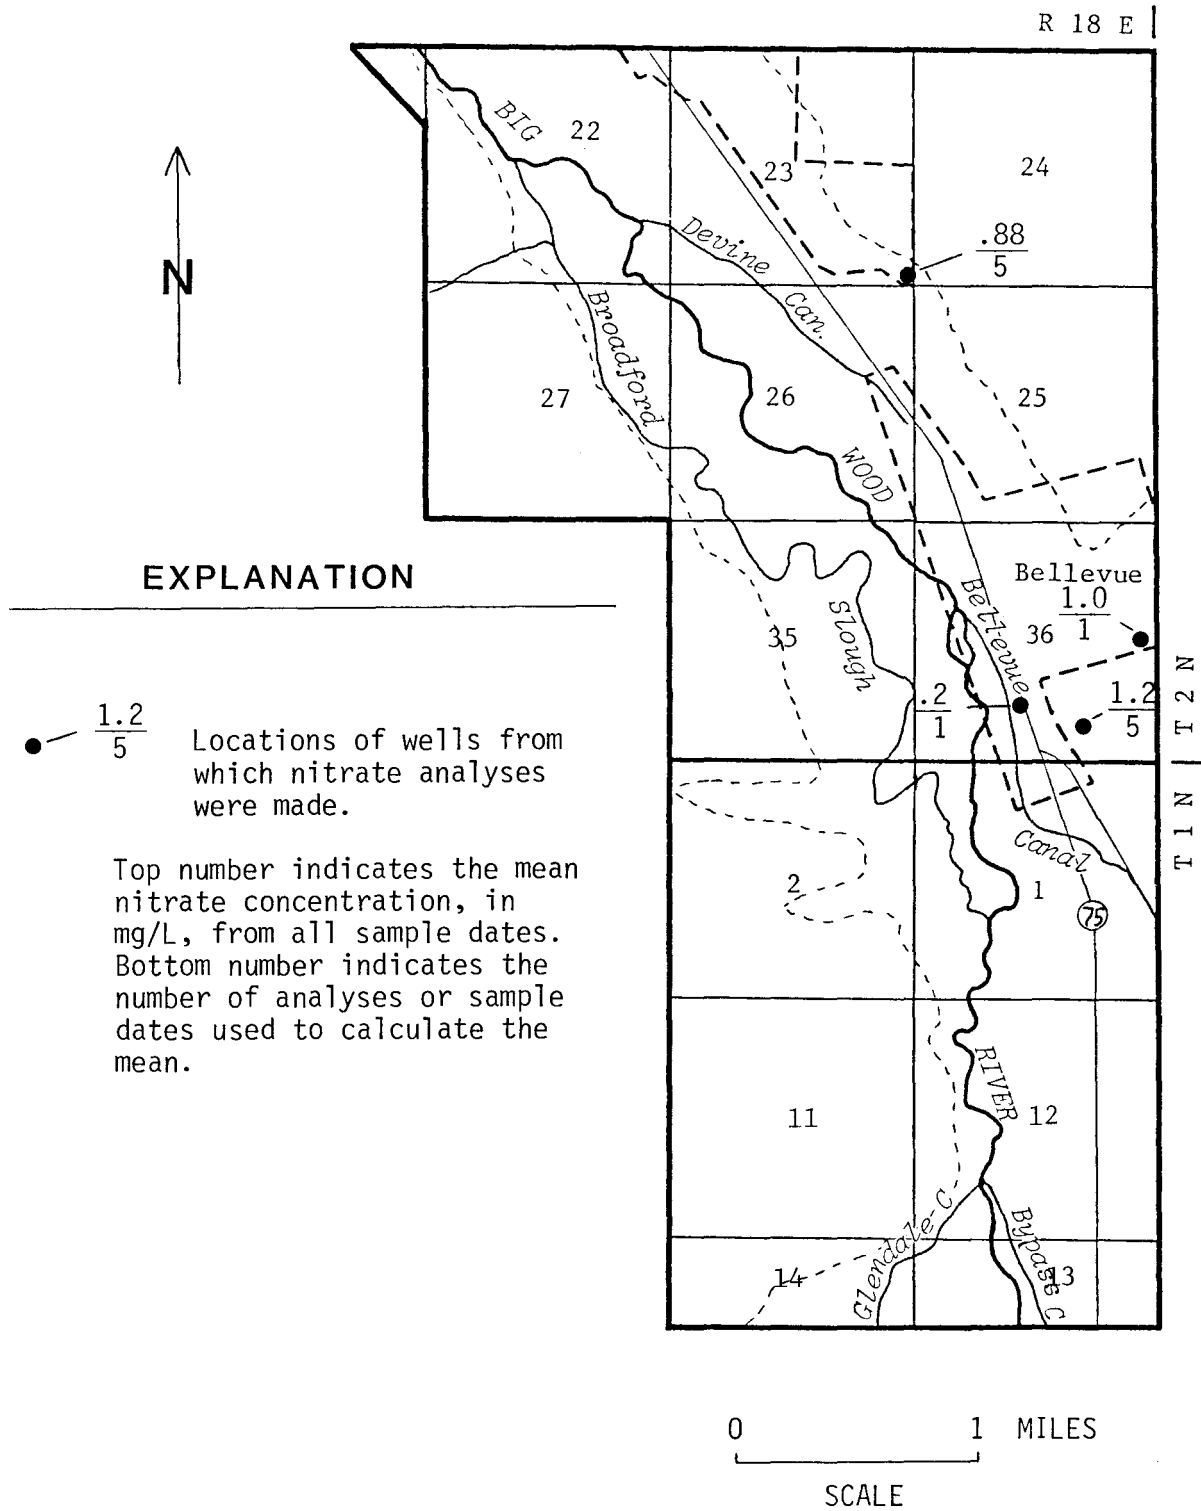 R 18 E
BIG
22
23
24
Devine
.88
5
N
Can.
Broadford
27
26
25
WOOD
EXPLANATION
Bellevue
1.0
1
35
Slough
Bellevue
36
T 2 N
.2
1
1.2
5
1.2
5
Locations of wells from
which nitrate analyses
were made.
T 1 N
Canal
Top number indicates the mean
nitrate concentration, in
mg/L, from all sample dates.
Bottom number indicates the
number of analyses or sample
dates used to calculate the
mean.
2
1
75
RIVER
11
12
Glendale C
Bypass C
14
13
0 1 MILES
SCALE